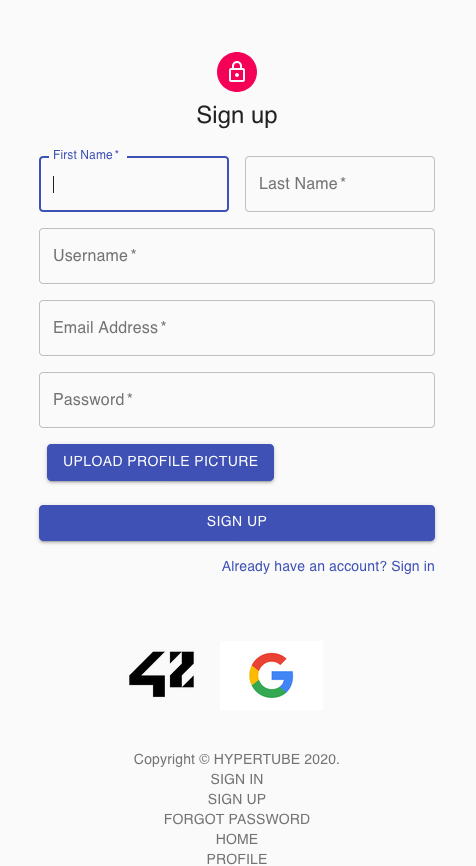 Sign up
First Name *
Last Name *
Username *
Email Address *
Password *
UPLOAD PROFILE PICTURE
SIGN UP
Already have an account? Sign in
42
Copyright © HYPERTUBE 2020.
SIGN IN
SIGN UP
FORGOT PASSWORD
HOME
PROFILE